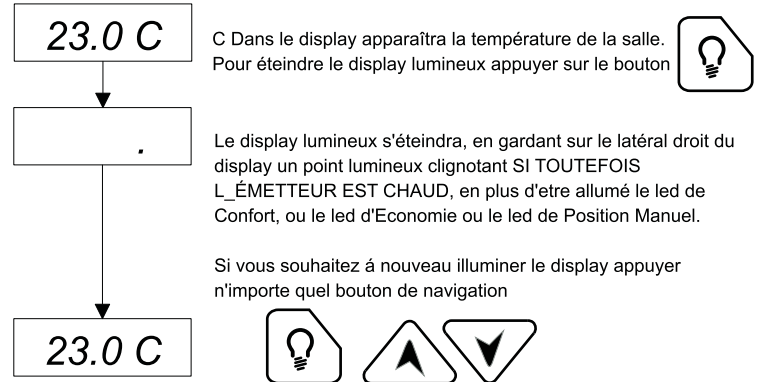 23.0 C
C Dans le display apparaîtra la température de la salle.
Pour éteindre le display lumineux appuyer sur le bouton
.
Le display lumineux s'éteindra, en gardant sur le latéral droit du
display un point lumineux clignotant SI TOUTEFOIS
L_ÉMETTEUR EST CHAUD, en plus d'etre allumé le led de
Confort, ou le led d'Economie ou le led de Position Manuel.
Si vous souhaitez á nouveau illuminer le display appuyer
n'importe quel bouton de navigation
23.0 C